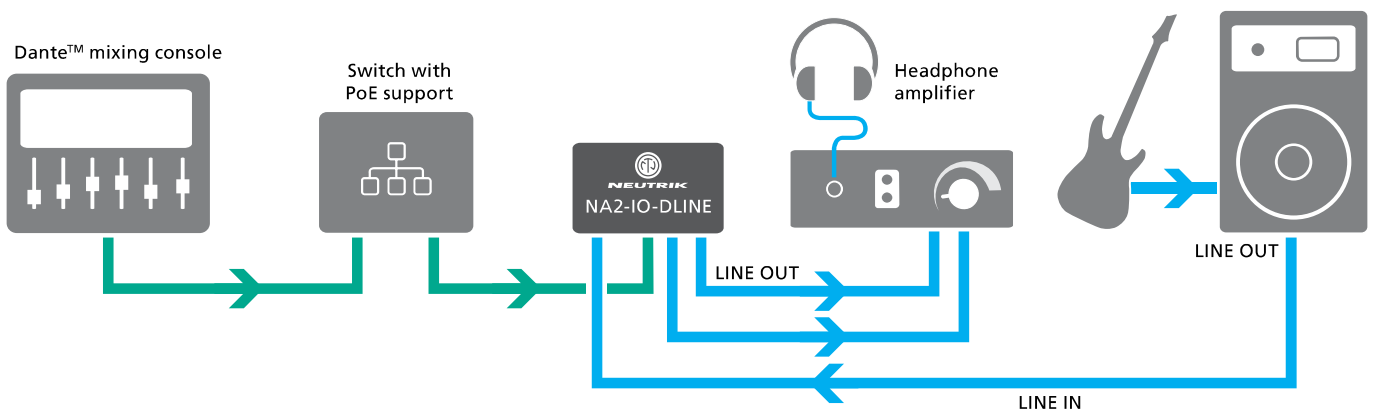 Dante™ mixing console
Switch with
PoE support
NEUTRIK
NA2-IO-DLINE
Headphone
amplifier
LINE OUT
LINE OUT
LINE IN